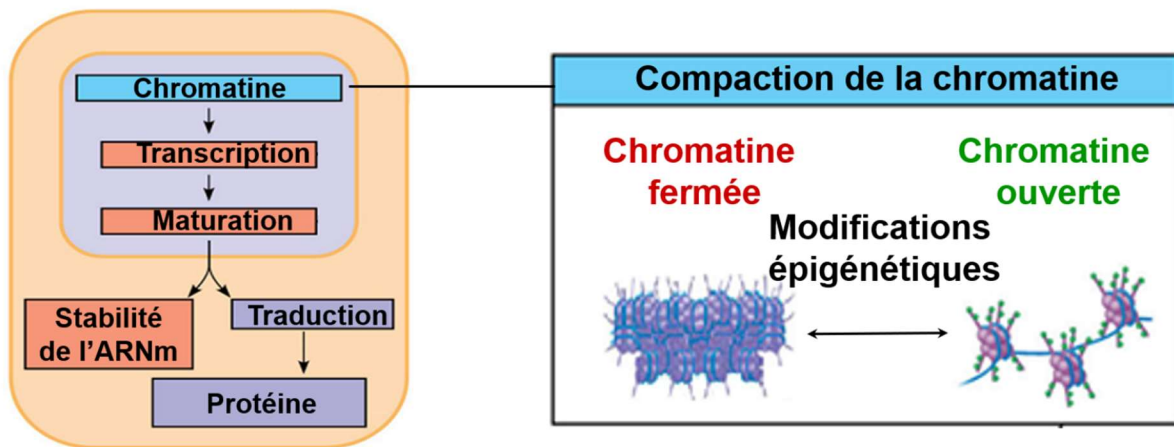 Chromatine
Transcription
Maturation
Stabilité
de l'ARNm
Traduction
Protéine
Compaction de la chromatine
Chromatine
fermée
Chromatine
ouverte
Modifications
épigénétiques